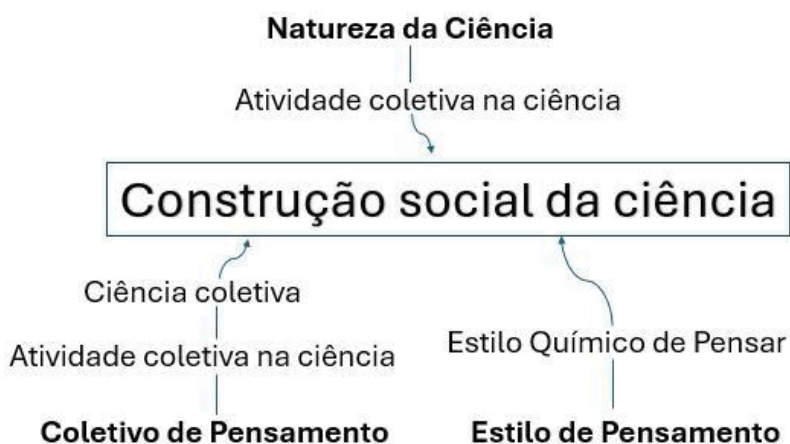 Natureza da Ciência
Atividade coletiva na ciência
Construção social da ciência
Ciência coletiva
Atividade coletiva na ciência
Coletivo de Pensamento
Estilo Químico de Pensar
Estilo de Pensamento